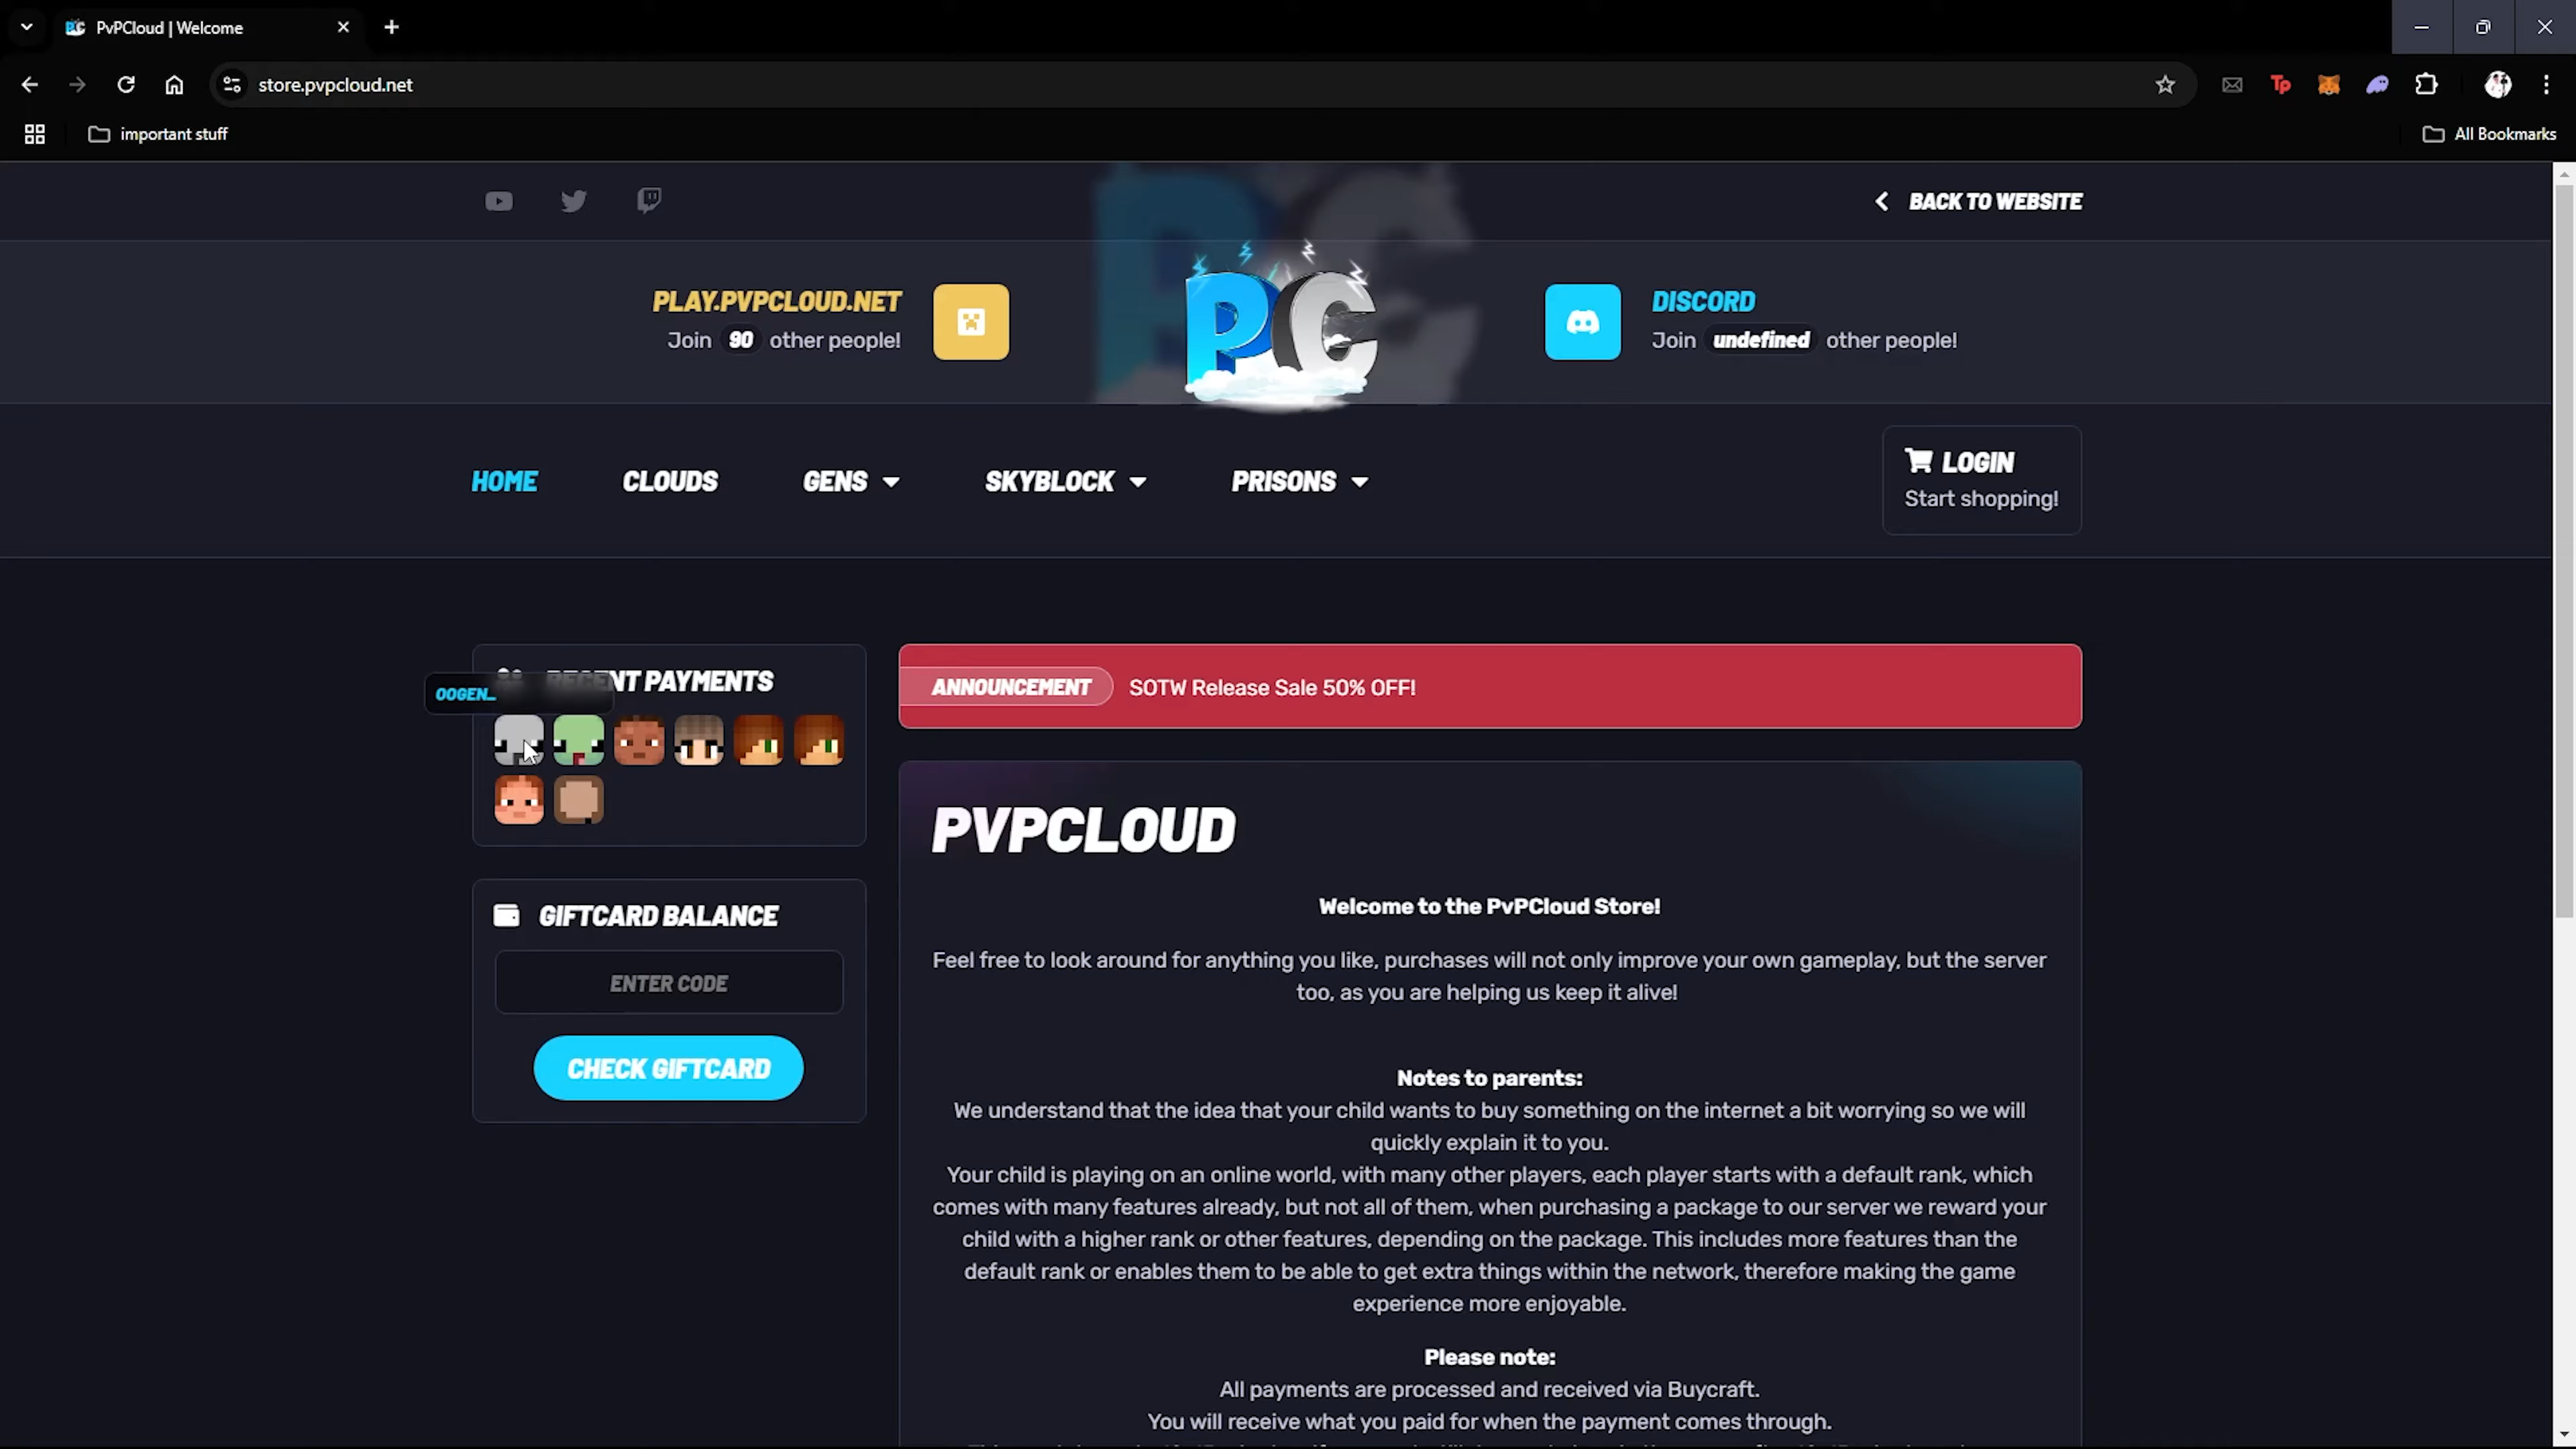 PvPCloud | Welcome
store.pvpcloud.net
Tp
important stuff
All Bookmarks
BACK TO WEBSITE
PLAY.PVPCLOUD.NET
Join 90 other people!
PC
DISCORD
Join undefined other people!
HOME
CLOUDS
GENS
SKYBLOCK
PRISONS
LOGIN
Start shopping!
RECENT PAYMENTS
OOGEN_
ANNOUNCEMENT
SOTW Release Sale 50% OFF!
GIFTCARD BALANCE
ENTER CODE
CHECK GIFTCARD
PVPCLOUD
Welcome to the PvPCloud Store!
Feel free to look around for anything you like, purchases will not only improve your own gameplay, but the server
too, as you are helping us keep it alive!
Notes to parents:
We understand that the idea that your child wants to buy something on the internet a bit worrying so we will
quickly explain it to you.
Your child is playing on an online world, with many other players, each player starts with a default rank, which
comes with many features already, but not all of them, when purchasing a package to our server we reward your
child with a higher rank or other features, depending on the package. This includes more features than the
default rank or enables them to be able to get extra things within the network, therefore making the game
experience more enjoyable.
Please note:
All payments are processed and received via Buycraft.
You will receive what you paid for when the payment comes through.